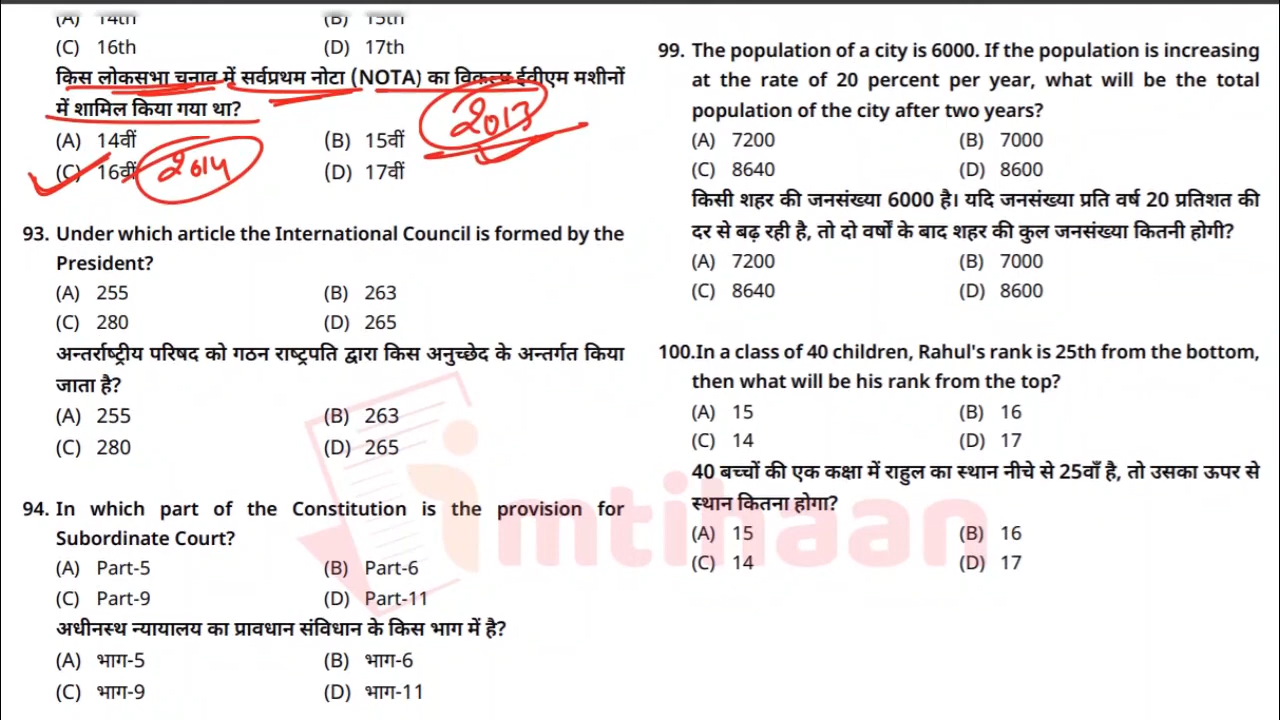 (A) 14th (B) 15th
(C) 16th (D) 17th
किस लोकसभा चुनाव में सर्वप्रथम नोटा (NOTA) का विकल्प ईवीएम मशीनों
में शामिल किया गया था?
2013
(A) 14वीं (B) 15वीं
(C) 16वीं 2014 (D) 17वीं
93. Under which article the International Council is formed by the
President?
(A) 255 (B) 263
(C) 280 (D) 265
अन्तर्राष्ट्रीय परिषद को गठन राष्ट्रपति द्वारा किस अनुच्छेद के अन्तर्गत किया
जाता है?
(A) 255 (B) 263
(C) 280 (D) 265
94. In which part of the Constitution is the provision for
Subordinate Court?
(A) Part-5 (B) Part-6
(C) Part-9 (D) Part-11
अधीनस्थ न्यायालय का प्रावधान संविधान के किस भाग में है?
(A) भाग-5 (B) भाग-6
(C) भाग-9 (D) भाग-11
99. The population of a city is 6000. If the population is increasing
at the rate of 20 percent per year, what will be the total
population of the city after two years?
(A) 7200 (B) 7000
(C) 8640 (D) 8600
किसी शहर की जनसंख्या 6000 है। यदि जनसंख्या प्रति वर्ष 20 प्रतिशत की
दर से बढ़ रही है, तो दो वर्षों के बाद शहर की कुल जनसंख्या कितनी होगी?
(A) 7200 (B) 7000
(C) 8640 (D) 8600
100.In a class of 40 children, Rahul's rank is 25th from the bottom,
then what will be his rank from the top?
(A) 15 (B) 16
(C) 14 (D) 17
40 बच्चों की एक कक्षा में राहुल का स्थान नीचे से 25वाँ है, तो उसका ऊपर से
स्थान कितना होगा?
(A) 15 (B) 16
(C) 14 (D) 17
imtihaan